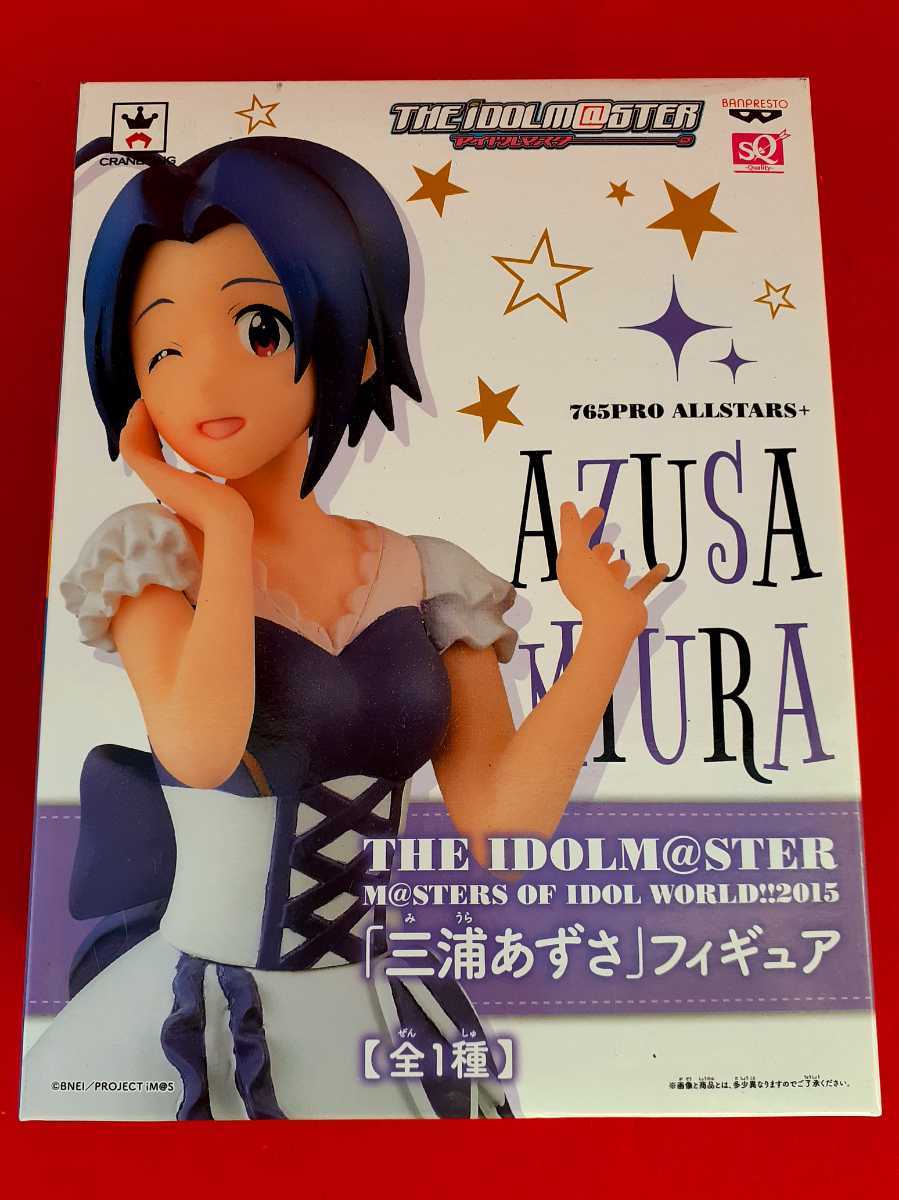 THE iDOLM@STER
アイドルマスター
BANPRESTO
SQ
-Quality-
765PRO ALLSTARS+
AZUSA
MIURA
THE IDOLM@STER
M@STERS OF IDOL WORLD!!2015
み うら
「三浦あずさ」フィギュア
ぜん しゅ
【全1種】
©BNEI／PROJECT iM@S
※画像と商品とは、多少異なりますのでご了承ください。